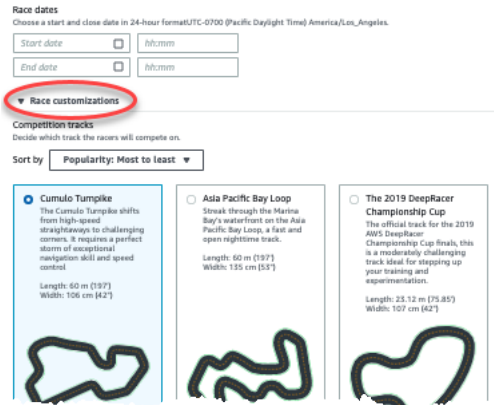 Race dates
Choose a start and close date in 24-hour formatUTC-0700 (Pacific Daylight Time) America/Los_Angeles.
Start date
hh:mm
End date
hh:mm
▼ Race customizations
Competition tracks
Decide which track the racers will compete on.
Sort by
Popularity: Most to least ▼
Cumulo Turnpike
The Cumulo Turnpike shifts
from high-speed
straightaways to challenging
corners. It requires a perfect
storm of exceptional
navigation skill and speed
control
Length: 60 m (197')
Width: 106 cm (42")
Asia Pacific Bay Loop
Streak through the Marina
Bay's waterfront on the Asia
Pacific Bay Loop, a fast and
open nighttime track.
Length: 60 m (197')
Width: 135 cm (53")
The 2019 DeepRacer
Championship Cup
The official track for the 2019
AWS DeepRacer
Championship Cup finals, this
is a moderately challenging
track ideal for stepping up
your training and
experimentation.
Length: 23.12 m (75.85')
Width: 107 cm (42")